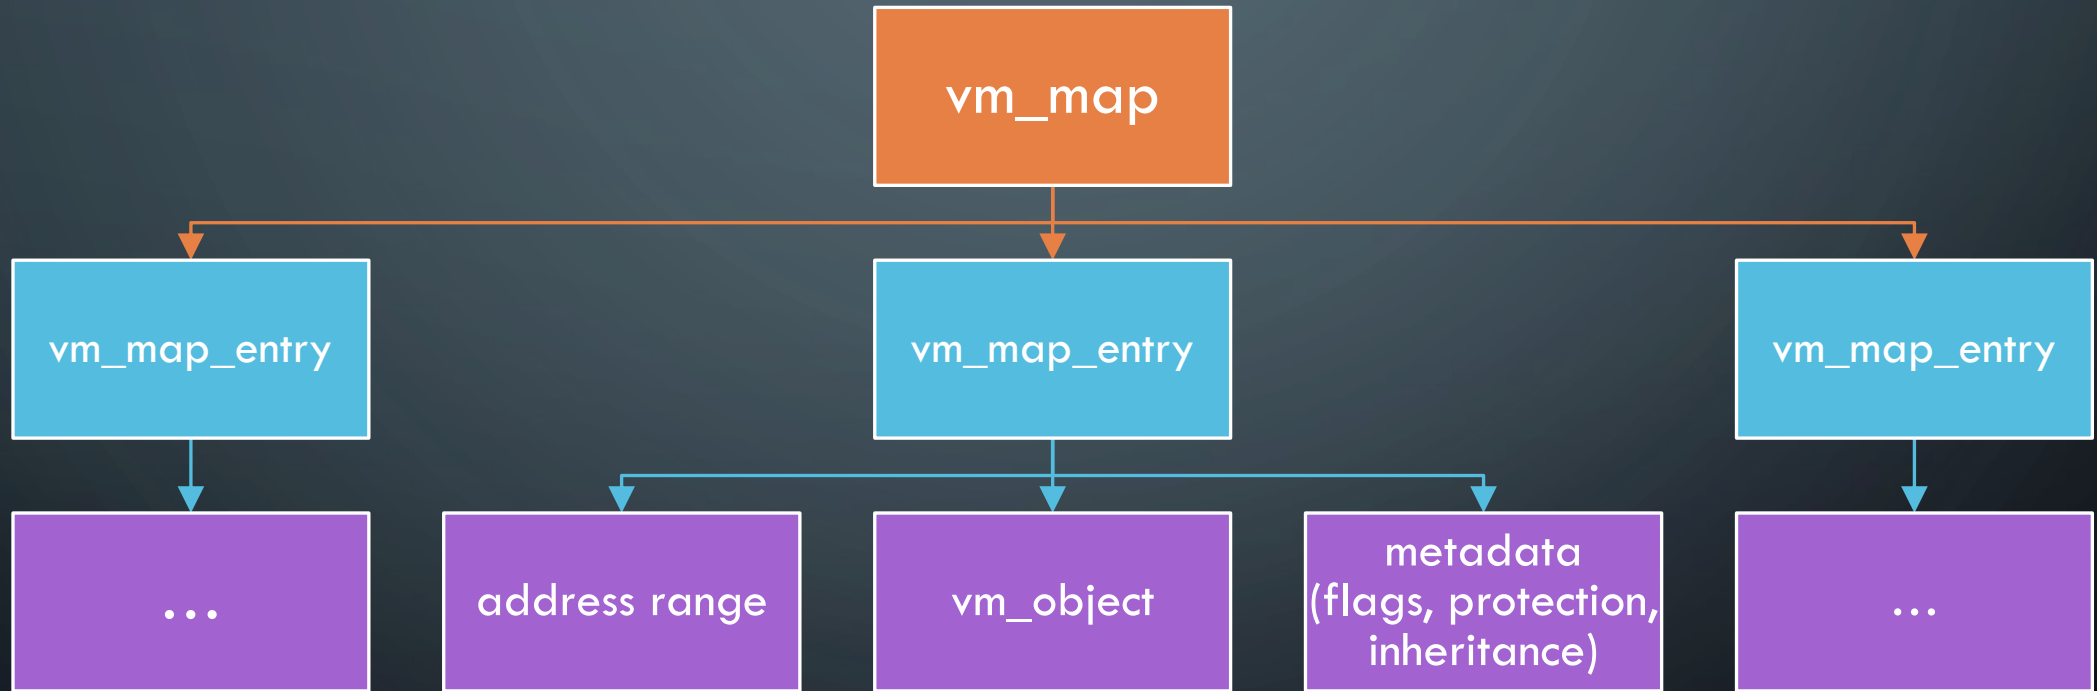 vm_map
vm_map_entry
vm_map_entry
vm_map_entry
...
address range
vm_object
metadata
(flags, protection,
inheritance)
...